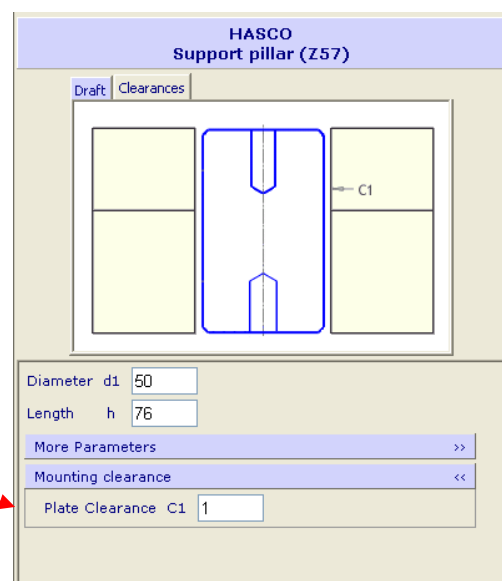 HASCO
Support pillar (Z57)
Draft Clearances
C1
Diameter d1 50
Length h 76
More Parameters >>
Mounting clearance <<
Plate Clearance C1 1